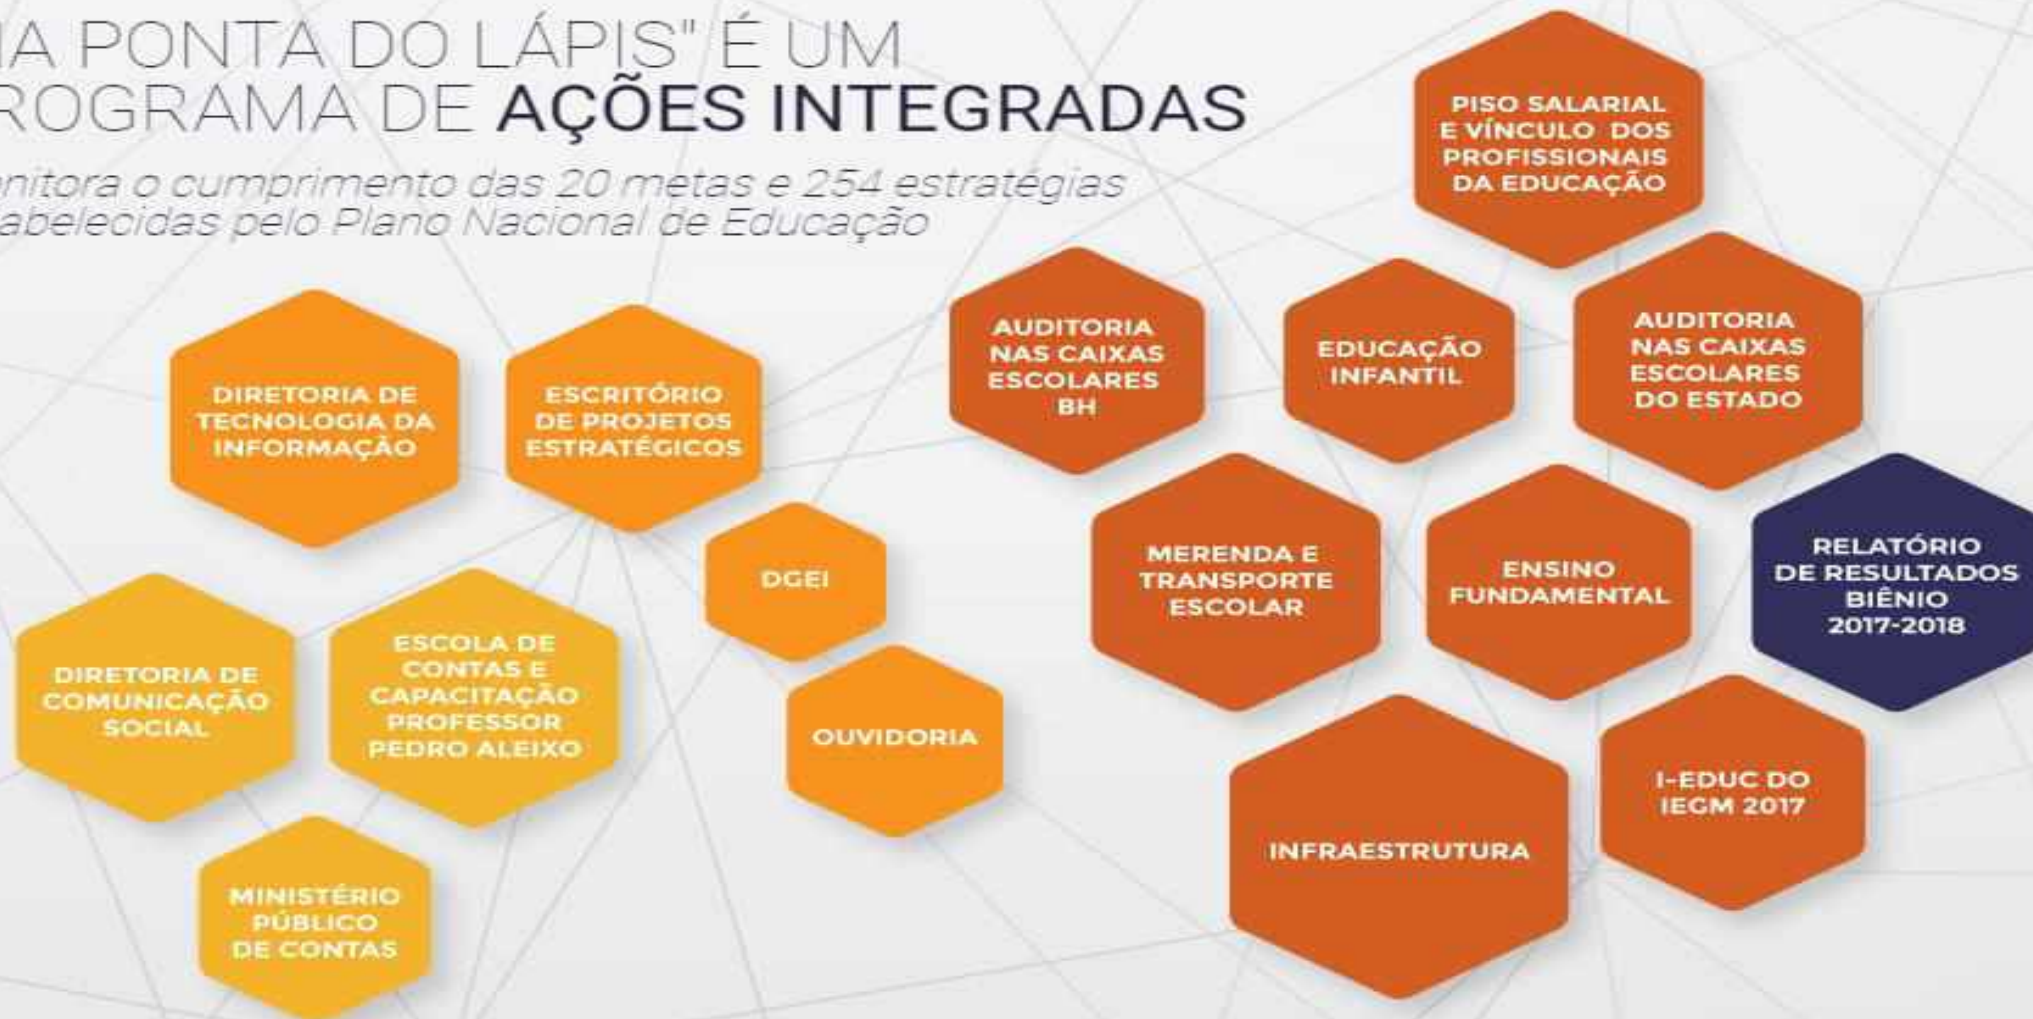 A PONTA DO LÁPIS" É UM
ROGRAMA DE AÇÕES INTEGRADAS
nitora o cumprimento das 20 metas e 254 estratégias
abelecidas pelo Plano Nacional de Educação
PISO SALARIAL
E VÍNCULO DOS
PROFISSIONAIS
DA EDUCAÇÃO
AUDITORIA
NAS CAIXAS
ESCOLARES
BH
EDUCAÇÃO
INFANTIL
AUDITORIA
NAS CAIXAS
ESCOLARES
DO ESTADO
DIRETORIA DE
TECNOLOGIA DA
INFORMAÇÃO
ESCRITÓRIO
DE PROJETOS
ESTRATÉGICOS
DGEI
MERENDA E
TRANSPORTE
ESCOLAR
ENSINO
FUNDAMENTAL
RELATÓRIO
DE RESULTADOS
BIÊNIO
2017-2018
DIRETORIA DE
COMUNICAÇÃO
SOCIAL
ESCOLA DE
CONTAS E
CAPACITAÇÃO
PROFESSOR
PEDRO ALEIXO
OUVIDORIA
I-EDUC DO
IEGM 2017
INFRAESTRUTURA
MINISTÉRIO
PÚBLICO
DE CONTAS